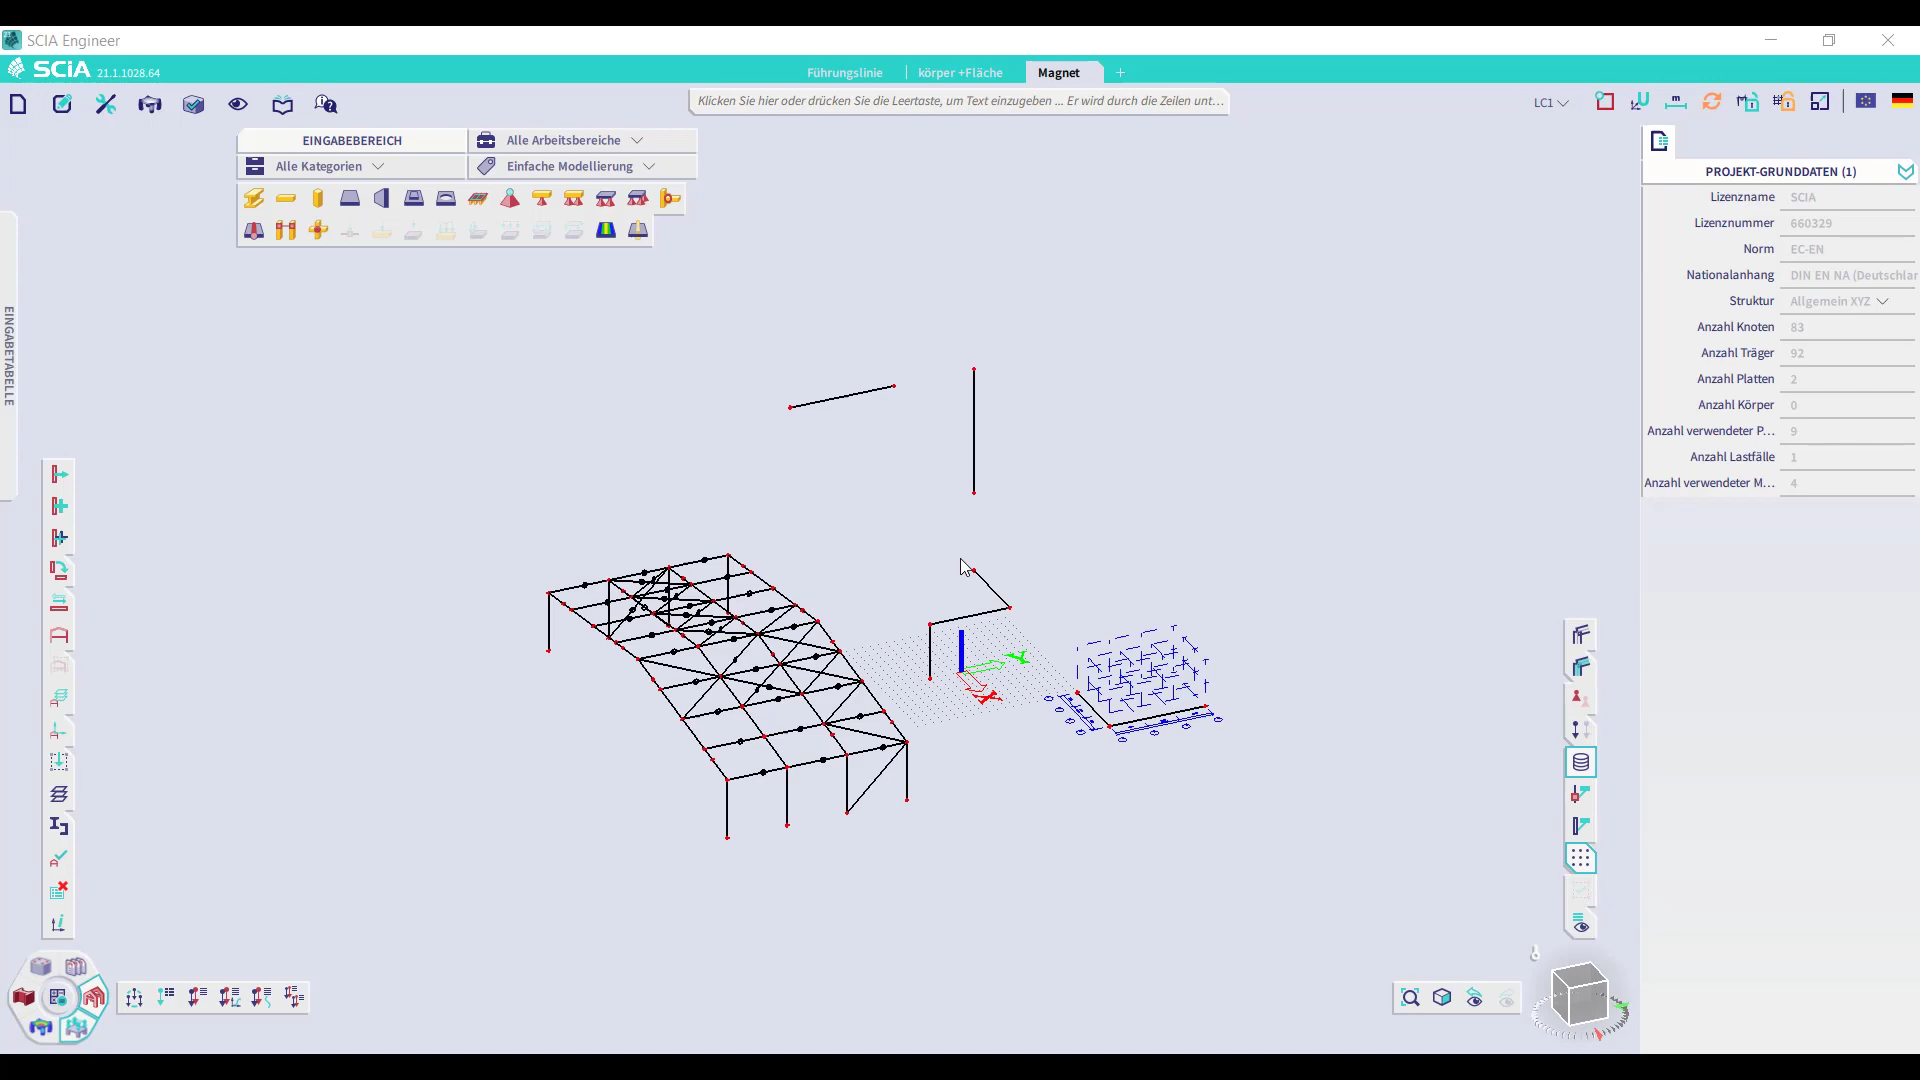 SCIA Engineer
SCiA 21.1.1028.64
Führungslinie
körper +Fläche
Magnet
+
Klicken Sie hier oder drücken Sie die Leertaste, um Text einzugeben ... Er wird durch die Zeilen unt...
LC1
EINGABEBEREICH
Alle Arbeitsbereiche
Alle Kategorien
Einfache Modellierung
EINGABETABELLE
PROJEKT-GRUNDDATEN (1)
Lizenzname SCIA
Lizenznummer 660329
Norm EC-EN
Nationalanhang DIN EN NA (Deutschlar
Struktur Allgemein XYZ
Anzahl Knoten 83
Anzahl Träger 92
Anzahl Platten 2
Anzahl Körper 0
Anzahl verwendeter P... 9
Anzahl Lastfälle 1
Anzahl verwendeter M... 4
Y
X